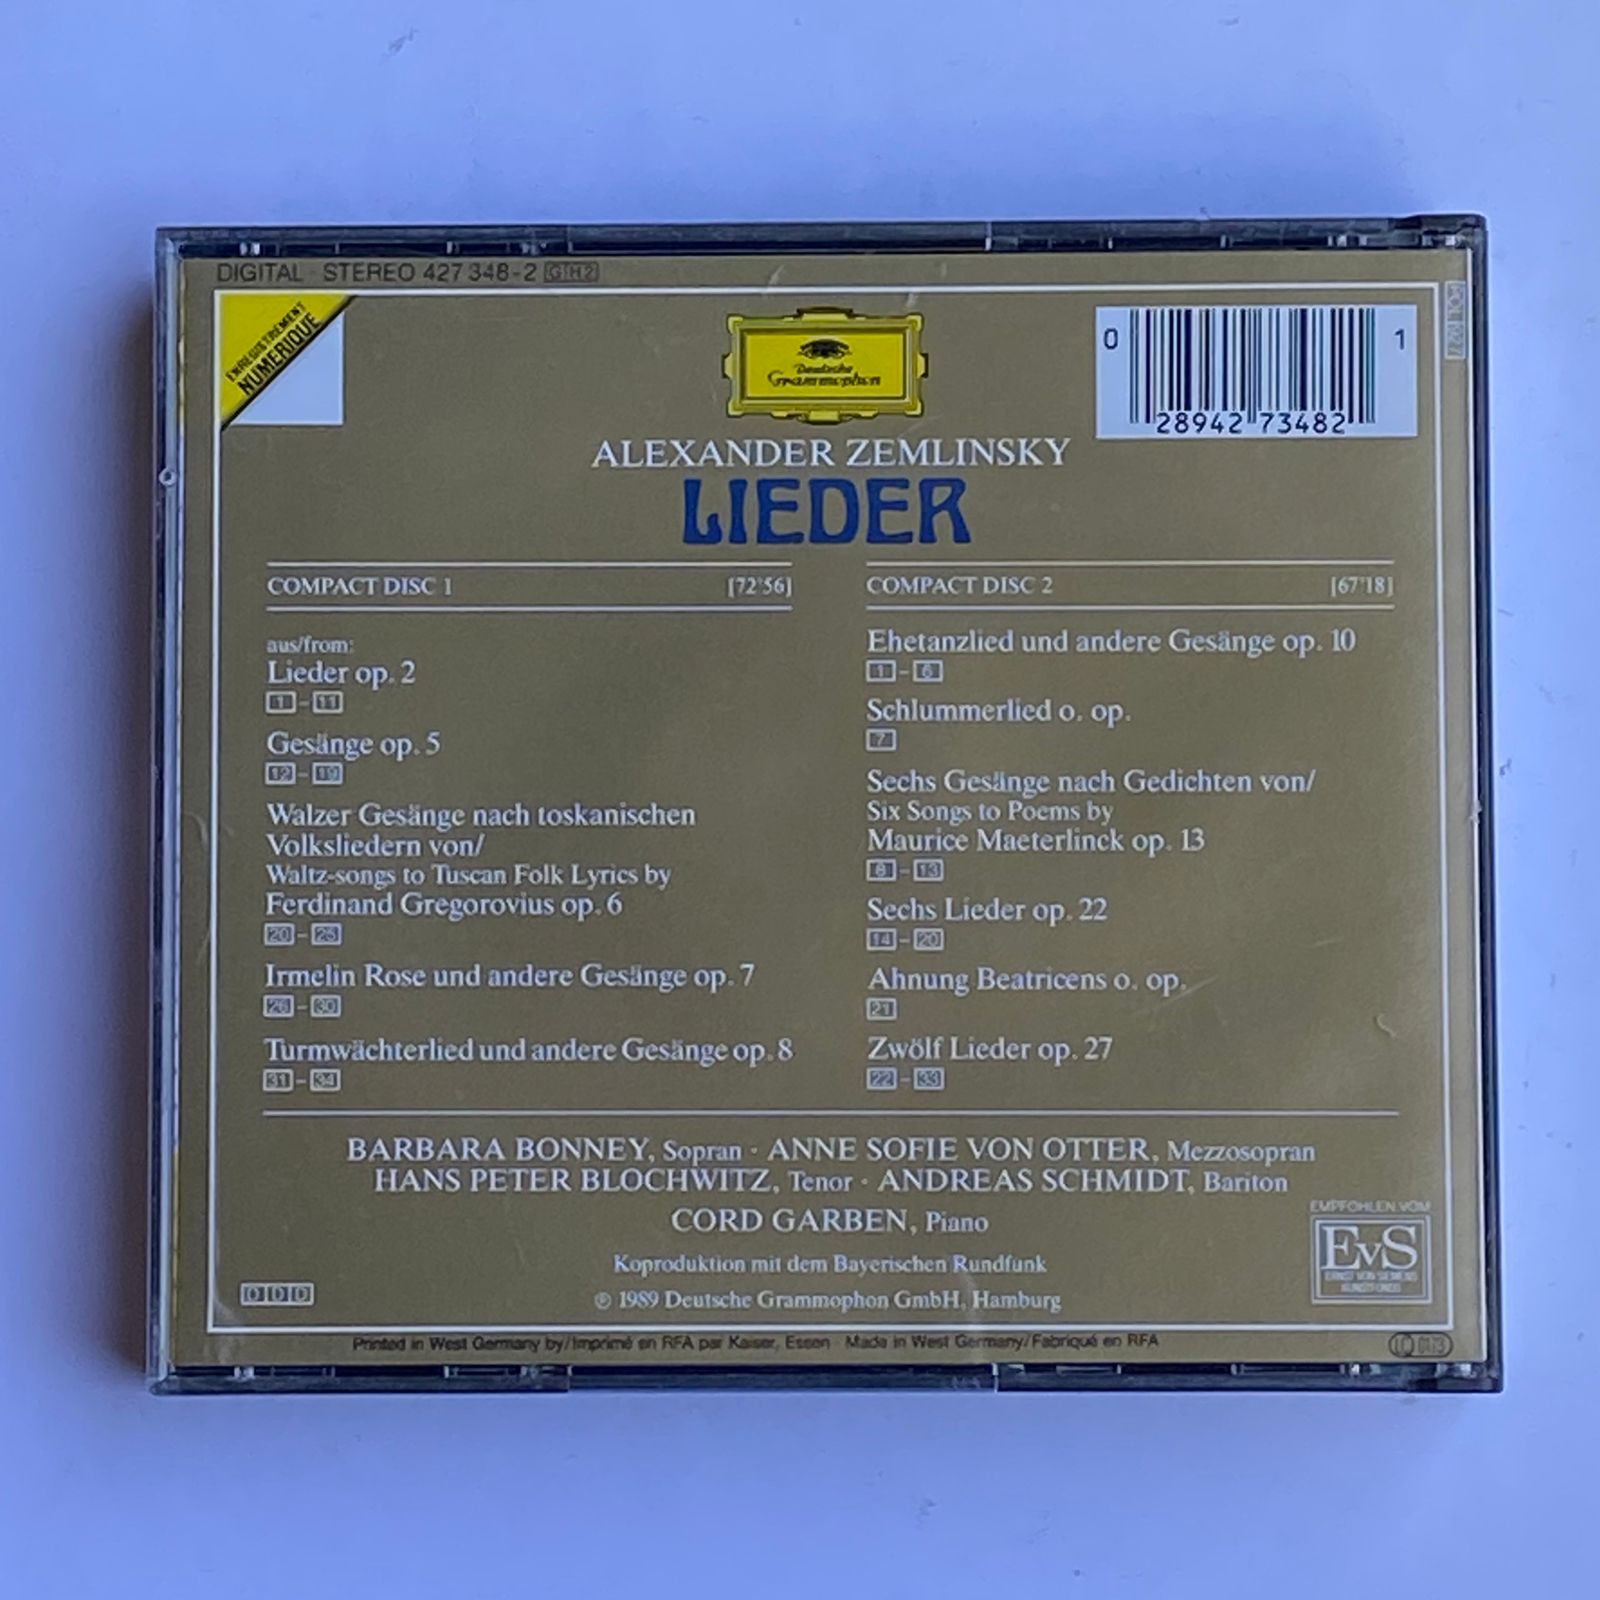 DIGITAL · STEREO 427 348-2 GH2
ENREGISTREMENT
NUMERIQUE
Deutsche
Grammophon
0 28942 73482 1
ALEXANDER ZEMLINSKY
LIEDER
COMPACT DISC 1 [72'56]
aus/from:
Lieder op. 2
1 – 11
Gesänge op. 5
12 – 19
Walzer Gesänge nach toskanischen
Volksliedern von/
Waltz-songs to Tuscan Folk Lyrics by
Ferdinand Gregorovius op. 6
20 – 25
Irmelin Rose und andere Gesänge op. 7
26 – 30
Turmwächterlied und andere Gesänge op. 8
31 – 34
COMPACT DISC 2 [67'18]
Ehetanzlied und andere Gesänge op. 10
1 – 6
Schlummerlied o. op.
7
Sechs Gesänge nach Gedichten von/
Six Songs to Poems by
Maurice Maeterlinck op. 13
8 – 13
Sechs Lieder op. 22
14 – 20
Ahnung Beatricens o. op.
21
Zwölf Lieder op. 27
22 – 33
BARBARA BONNEY, Sopran · ANNE SOFIE VON OTTER, Mezzosopran
HANS PETER BLOCHWITZ, Tenor · ANDREAS SCHMIDT, Bariton
CORD GARBEN, Piano
Koproduktion mit dem Bayerischen Rundfunk
℗ 1989 Deutsche Grammophon GmbH, Hamburg
DDD
EMPFOHLEN VOM
EvS
ERNST VON SIEMENS
KUNSTFONDS
Printed in West Germany by/Imprimé en RFA par Kaiser, Essen · Made in West Germany/Fabriqué en RFA